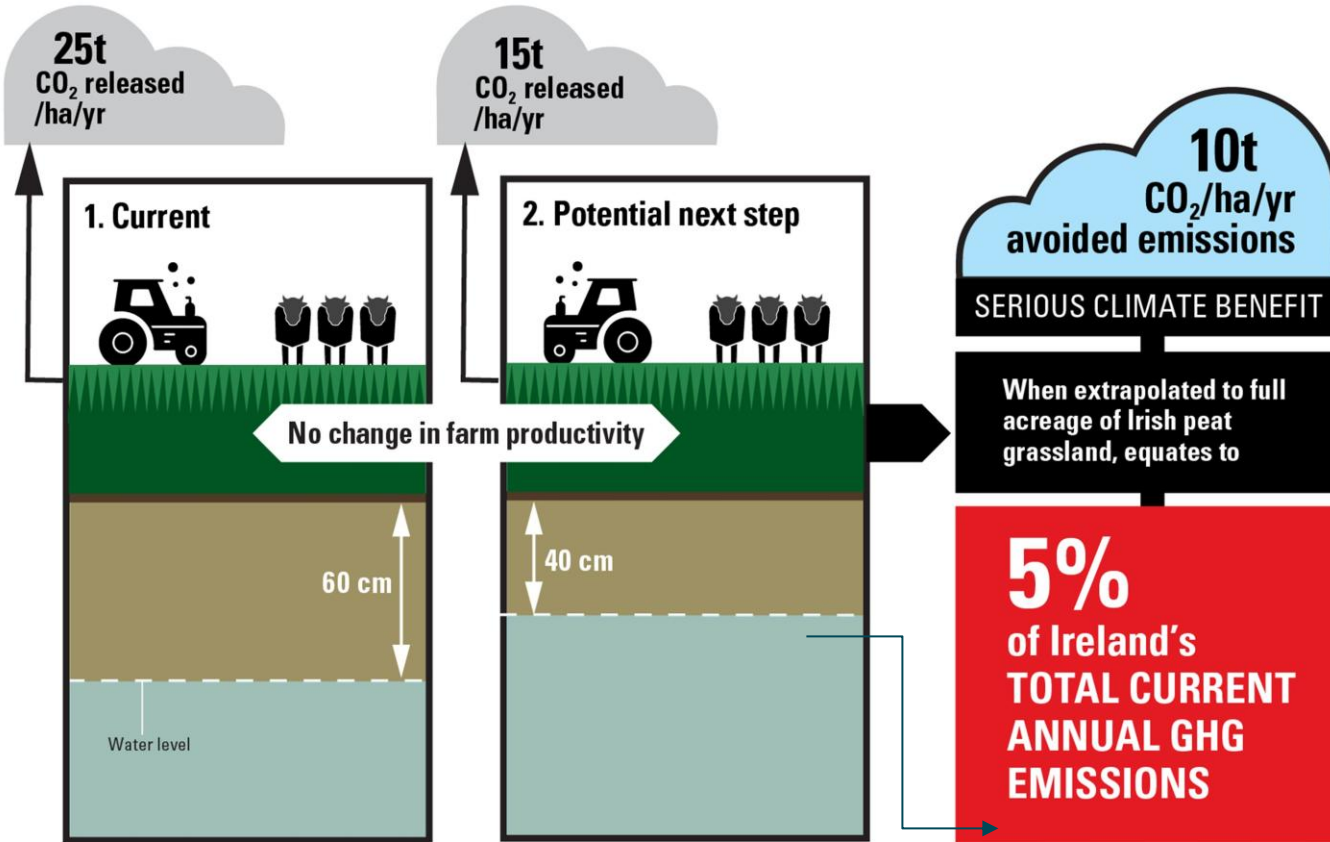 25t
CO₂ released
/ha/yr
15t
CO₂ released
/ha/yr
1. Current
2. Potential next step
No change in farm productivity
60 cm
40 cm
Water level
10t
CO₂/ha/yr
avoided emissions
SERIOUS CLIMATE BENEFIT
When extrapolated to full
acreage of Irish peat
grassland, equates to
5%
of Ireland's
TOTAL CURRENT
ANNUAL GHG
EMISSIONS